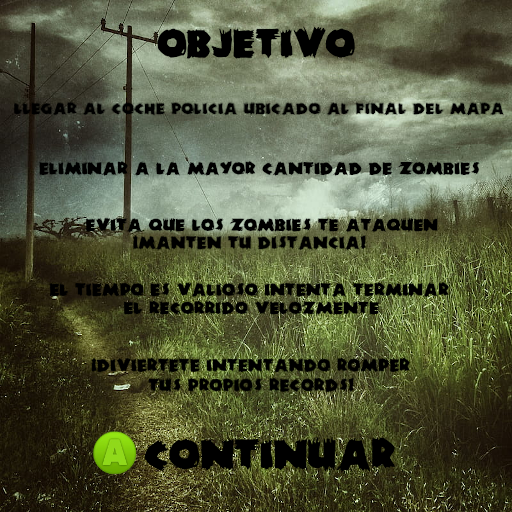 OBJETIVO
LLEGAR AL COCHE POLICIA UBICADO AL FINAL DEL MAPA
ELIMINAR A LA MAYOR CANTIDAD DE ZOMBIES
EVITA QUE LOS ZOMBIES TE ATAQUEN
¡MANTEN TU DISTANCIA!
EL TIEMPO ES VALIOSO INTENTA TERMINAR
EL RECORRIDO VELOZMENTE
¡DIVIERTETE INTENTANDO ROMPER
TUS PROPIOS RECORDS!
A CONTINUAR